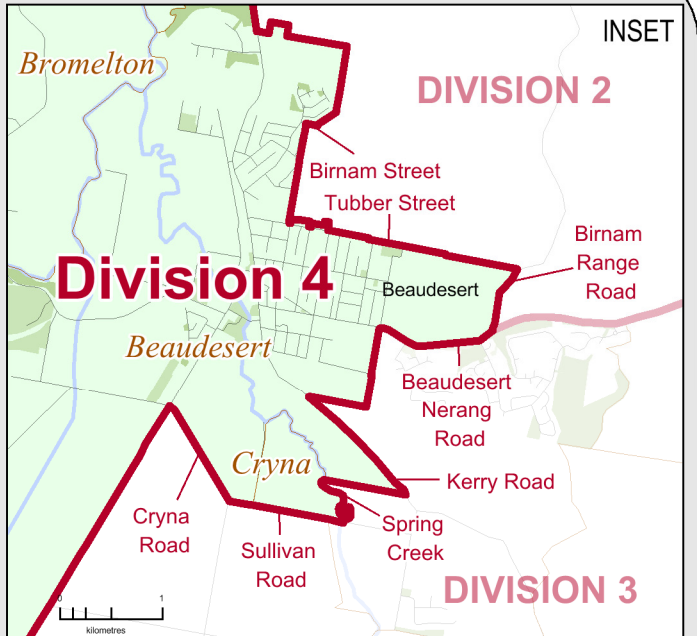 INSET
Bromelton
DIVISION 2
Birnam Street
Tubber Street
Birnam
Range
Road
Division 4
Beaudesert
Beaudesert
Beaudesert
Nerang
Road
Cryna
Kerry Road
Cryna
Road
Sullivan
Road
Spring
Creek
DIVISION 3
0 1
kilometres